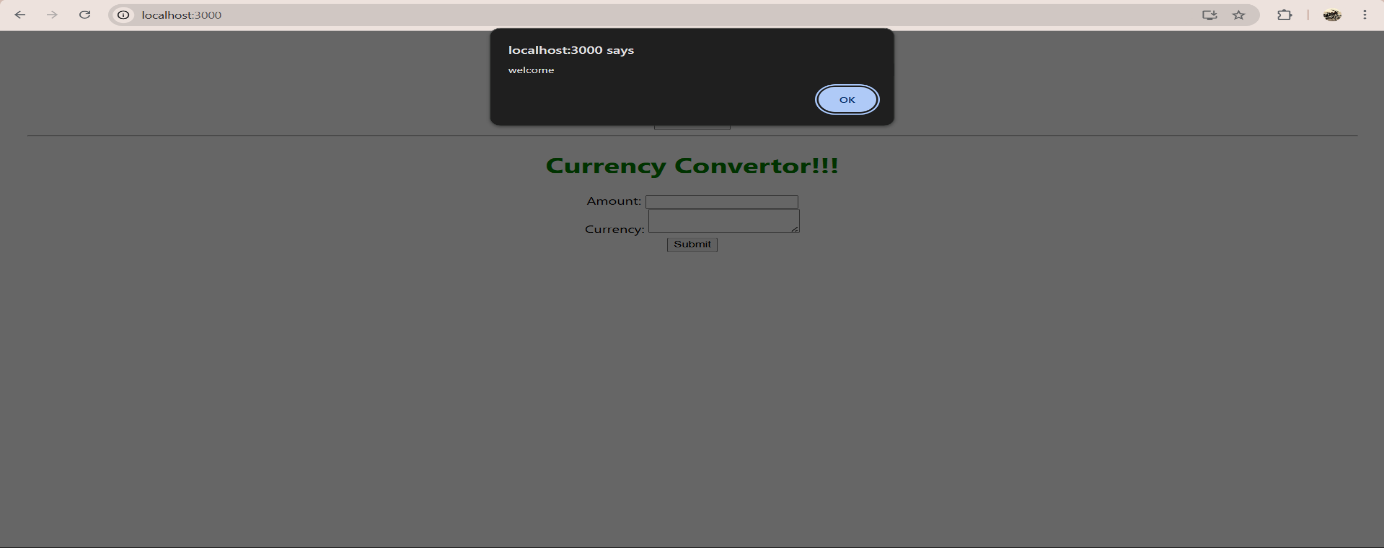 localhost:3000
localhost:3000 says
welcome
OK
Currency Convertor!!!
Amount:
Currency:
Submit